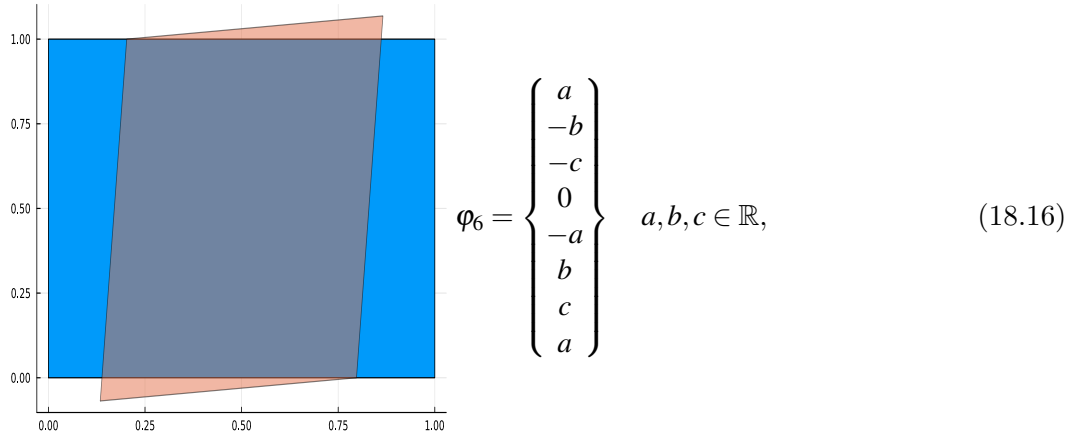 1.00
0.75
0.50
0.25
0.00
0.00 0.25 0.50 0.75 1.00
φ₆ = { a
−b
−c
0
−a
b
c
a } a, b, c ∈ ℝ, (18.16)